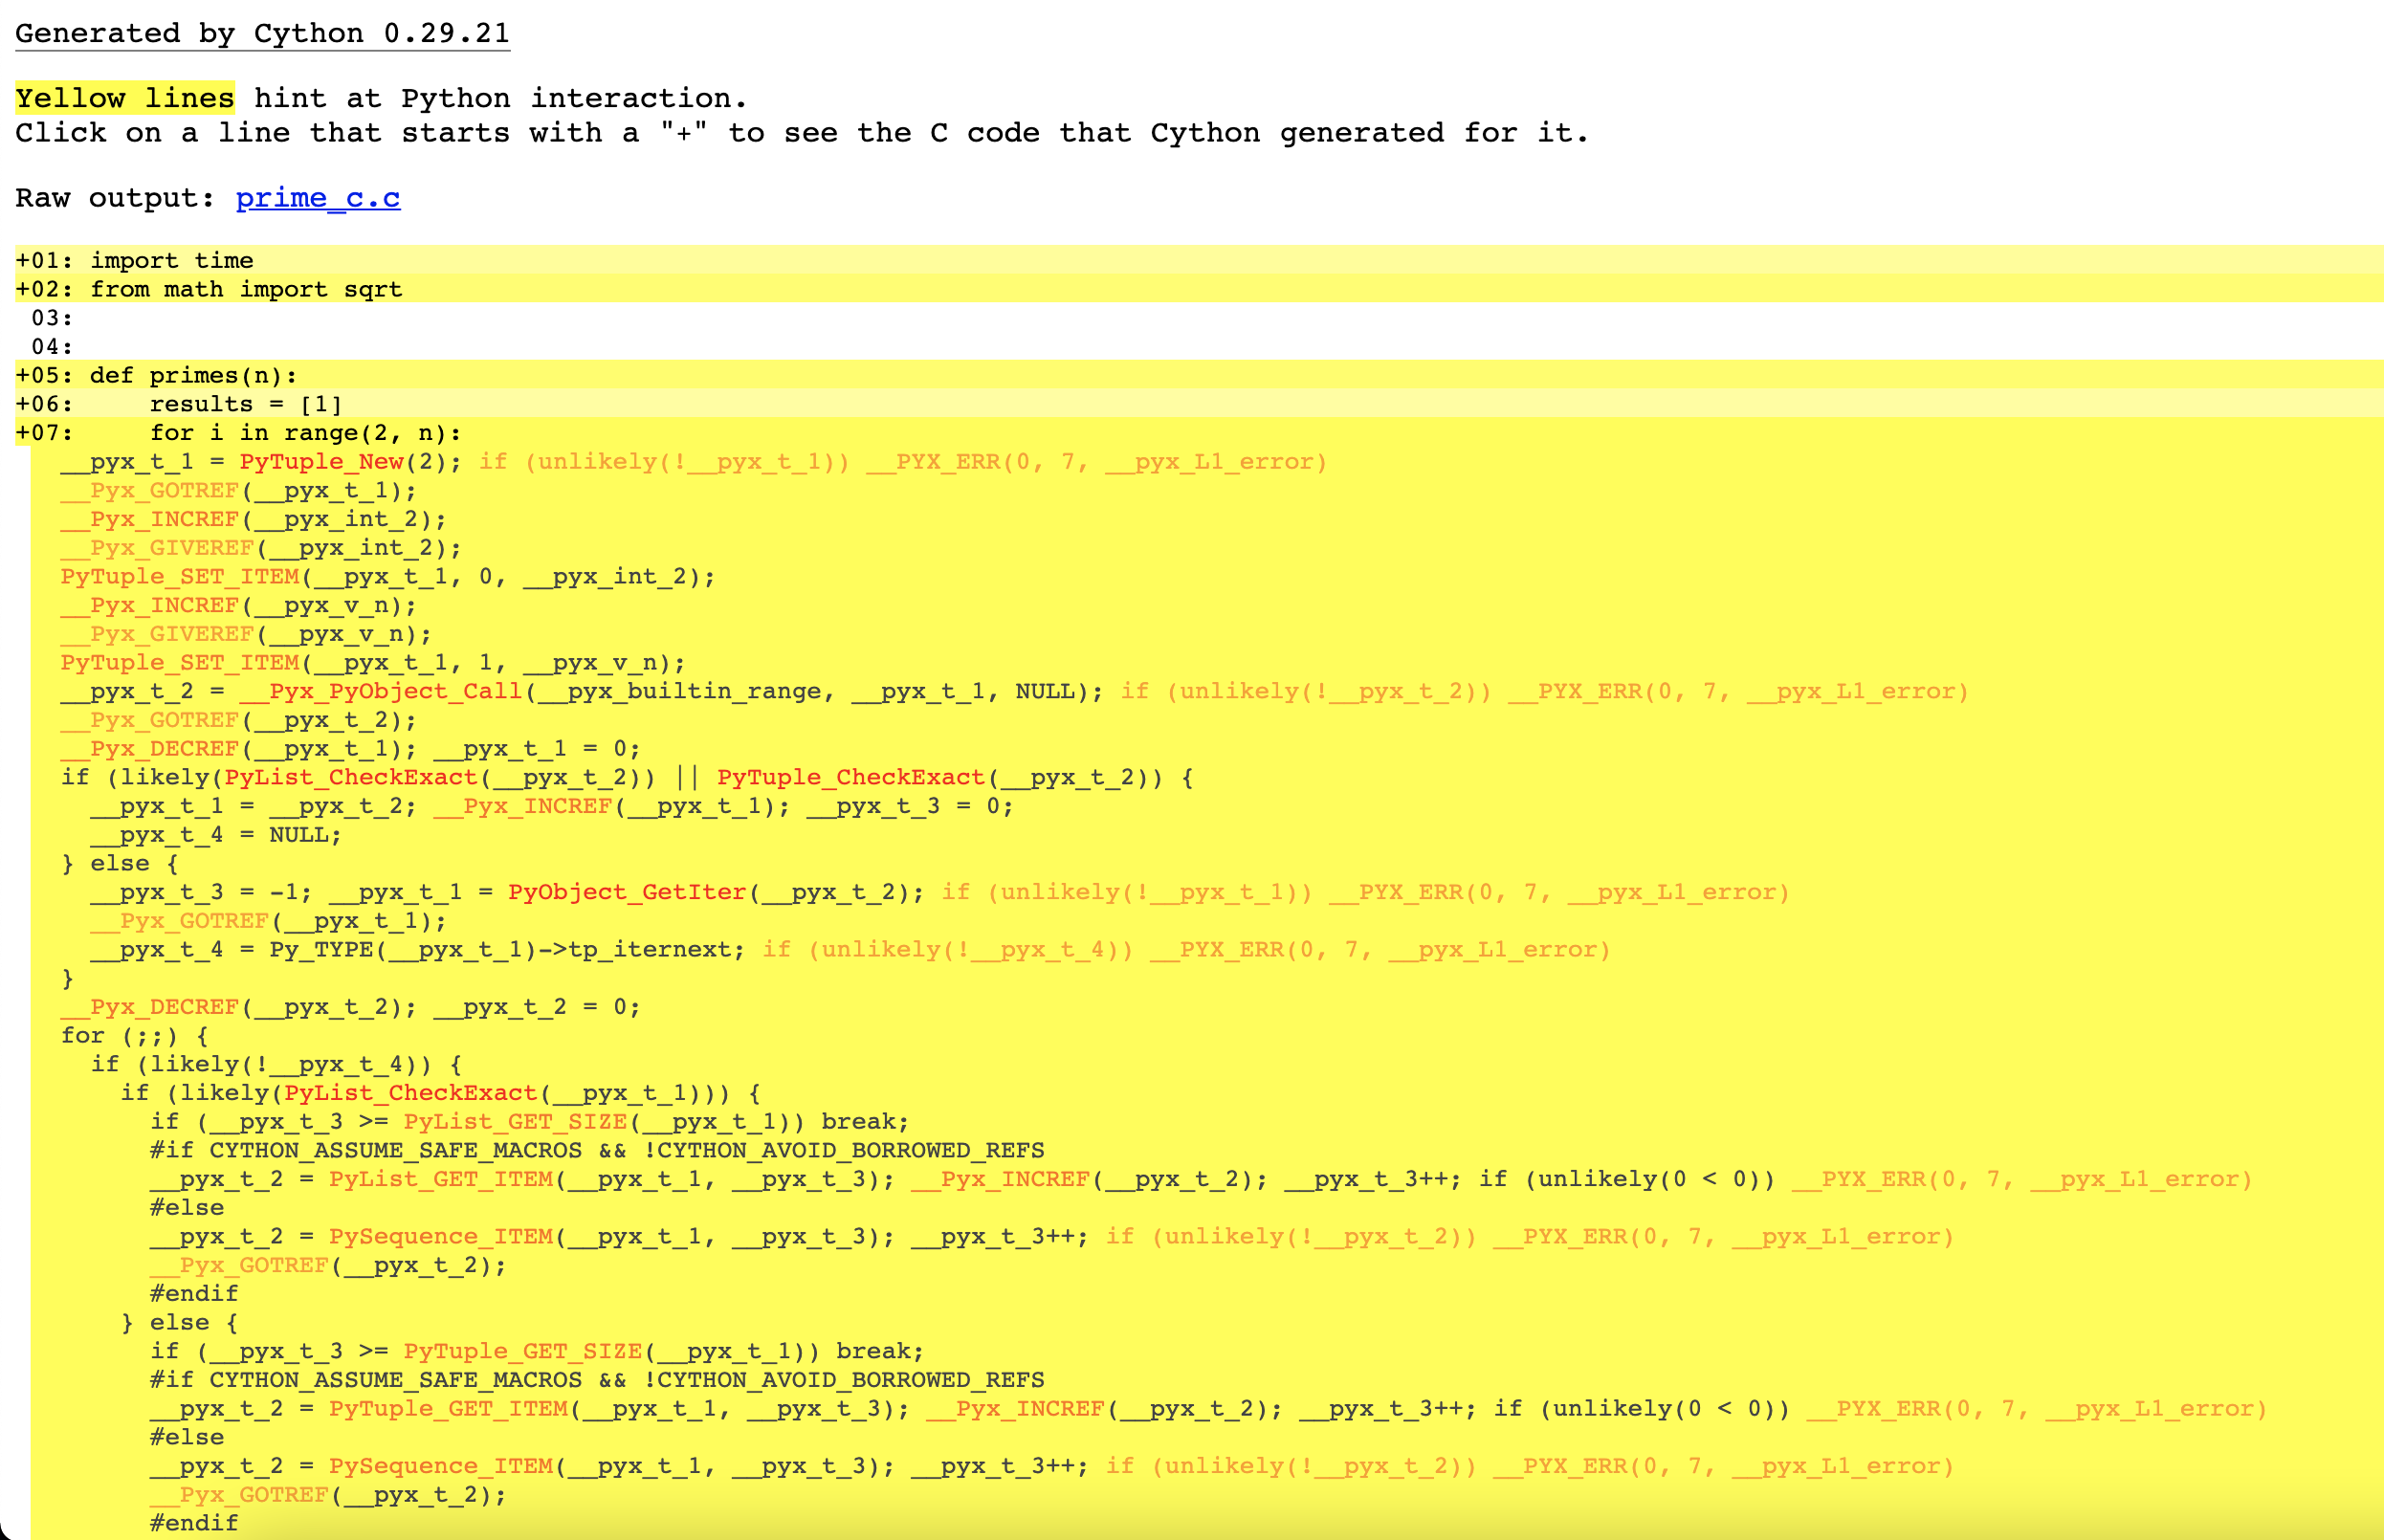 Generated by Cython 0.29.21
Yellow lines hint at Python interaction.
Click on a line that starts with a "+" to see the C code that Cython generated for it.
Raw output: prime_c.c
+01: import time
+02: from math import sqrt
 03:
 04:
+05: def primes(n):
+06:     results = [1]
+07:     for i in range(2, n):
   __pyx_t_1 = PyTuple_New(2); if (unlikely(!__pyx_t_1)) __PYX_ERR(0, 7, __pyx_L1_error)
   __Pyx_GOTREF(__pyx_t_1);
   __Pyx_INCREF(__pyx_int_2);
   __Pyx_GIVEREF(__pyx_int_2);
   PyTuple_SET_ITEM(__pyx_t_1, 0, __pyx_int_2);
   __Pyx_INCREF(__pyx_v_n);
   __Pyx_GIVEREF(__pyx_v_n);
   PyTuple_SET_ITEM(__pyx_t_1, 1, __pyx_v_n);
   __pyx_t_2 = __Pyx_PyObject_Call(__pyx_builtin_range, __pyx_t_1, NULL); if (unlikely(!__pyx_t_2)) __PYX_ERR(0, 7, __pyx_L1_error)
   __Pyx_GOTREF(__pyx_t_2);
   __Pyx_DECREF(__pyx_t_1); __pyx_t_1 = 0;
   if (likely(PyList_CheckExact(__pyx_t_2)) || PyTuple_CheckExact(__pyx_t_2)) {
     __pyx_t_1 = __pyx_t_2; __Pyx_INCREF(__pyx_t_1); __pyx_t_3 = 0;
     __pyx_t_4 = NULL;
   } else {
     __pyx_t_3 = -1; __pyx_t_1 = PyObject_GetIter(__pyx_t_2); if (unlikely(!__pyx_t_1)) __PYX_ERR(0, 7, __pyx_L1_error)
     __Pyx_GOTREF(__pyx_t_1);
     __pyx_t_4 = Py_TYPE(__pyx_t_1)->tp_iternext; if (unlikely(!__pyx_t_4)) __PYX_ERR(0, 7, __pyx_L1_error)
   }
   __Pyx_DECREF(__pyx_t_2); __pyx_t_2 = 0;
   for (;;) {
     if (likely(!__pyx_t_4)) {
       if (likely(PyList_CheckExact(__pyx_t_1))) {
         if (__pyx_t_3 >= PyList_GET_SIZE(__pyx_t_1)) break;
         #if CYTHON_ASSUME_SAFE_MACROS && !CYTHON_AVOID_BORROWED_REFS
         __pyx_t_2 = PyList_GET_ITEM(__pyx_t_1, __pyx_t_3); __Pyx_INCREF(__pyx_t_2); __pyx_t_3++; if (unlikely(0 < 0)) __PYX_ERR(0, 7, __pyx_L1_error)
         #else
         __pyx_t_2 = PySequence_ITEM(__pyx_t_1, __pyx_t_3); __pyx_t_3++; if (unlikely(!__pyx_t_2)) __PYX_ERR(0, 7, __pyx_L1_error)
         __Pyx_GOTREF(__pyx_t_2);
         #endif
       } else {
         if (__pyx_t_3 >= PyTuple_GET_SIZE(__pyx_t_1)) break;
         #if CYTHON_ASSUME_SAFE_MACROS && !CYTHON_AVOID_BORROWED_REFS
         __pyx_t_2 = PyTuple_GET_ITEM(__pyx_t_1, __pyx_t_3); __Pyx_INCREF(__pyx_t_2); __pyx_t_3++; if (unlikely(0 < 0)) __PYX_ERR(0, 7, __pyx_L1_error)
         #else
         __pyx_t_2 = PySequence_ITEM(__pyx_t_1, __pyx_t_3); __pyx_t_3++; if (unlikely(!__pyx_t_2)) __PYX_ERR(0, 7, __pyx_L1_error)
         __Pyx_GOTREF(__pyx_t_2);
         #endif